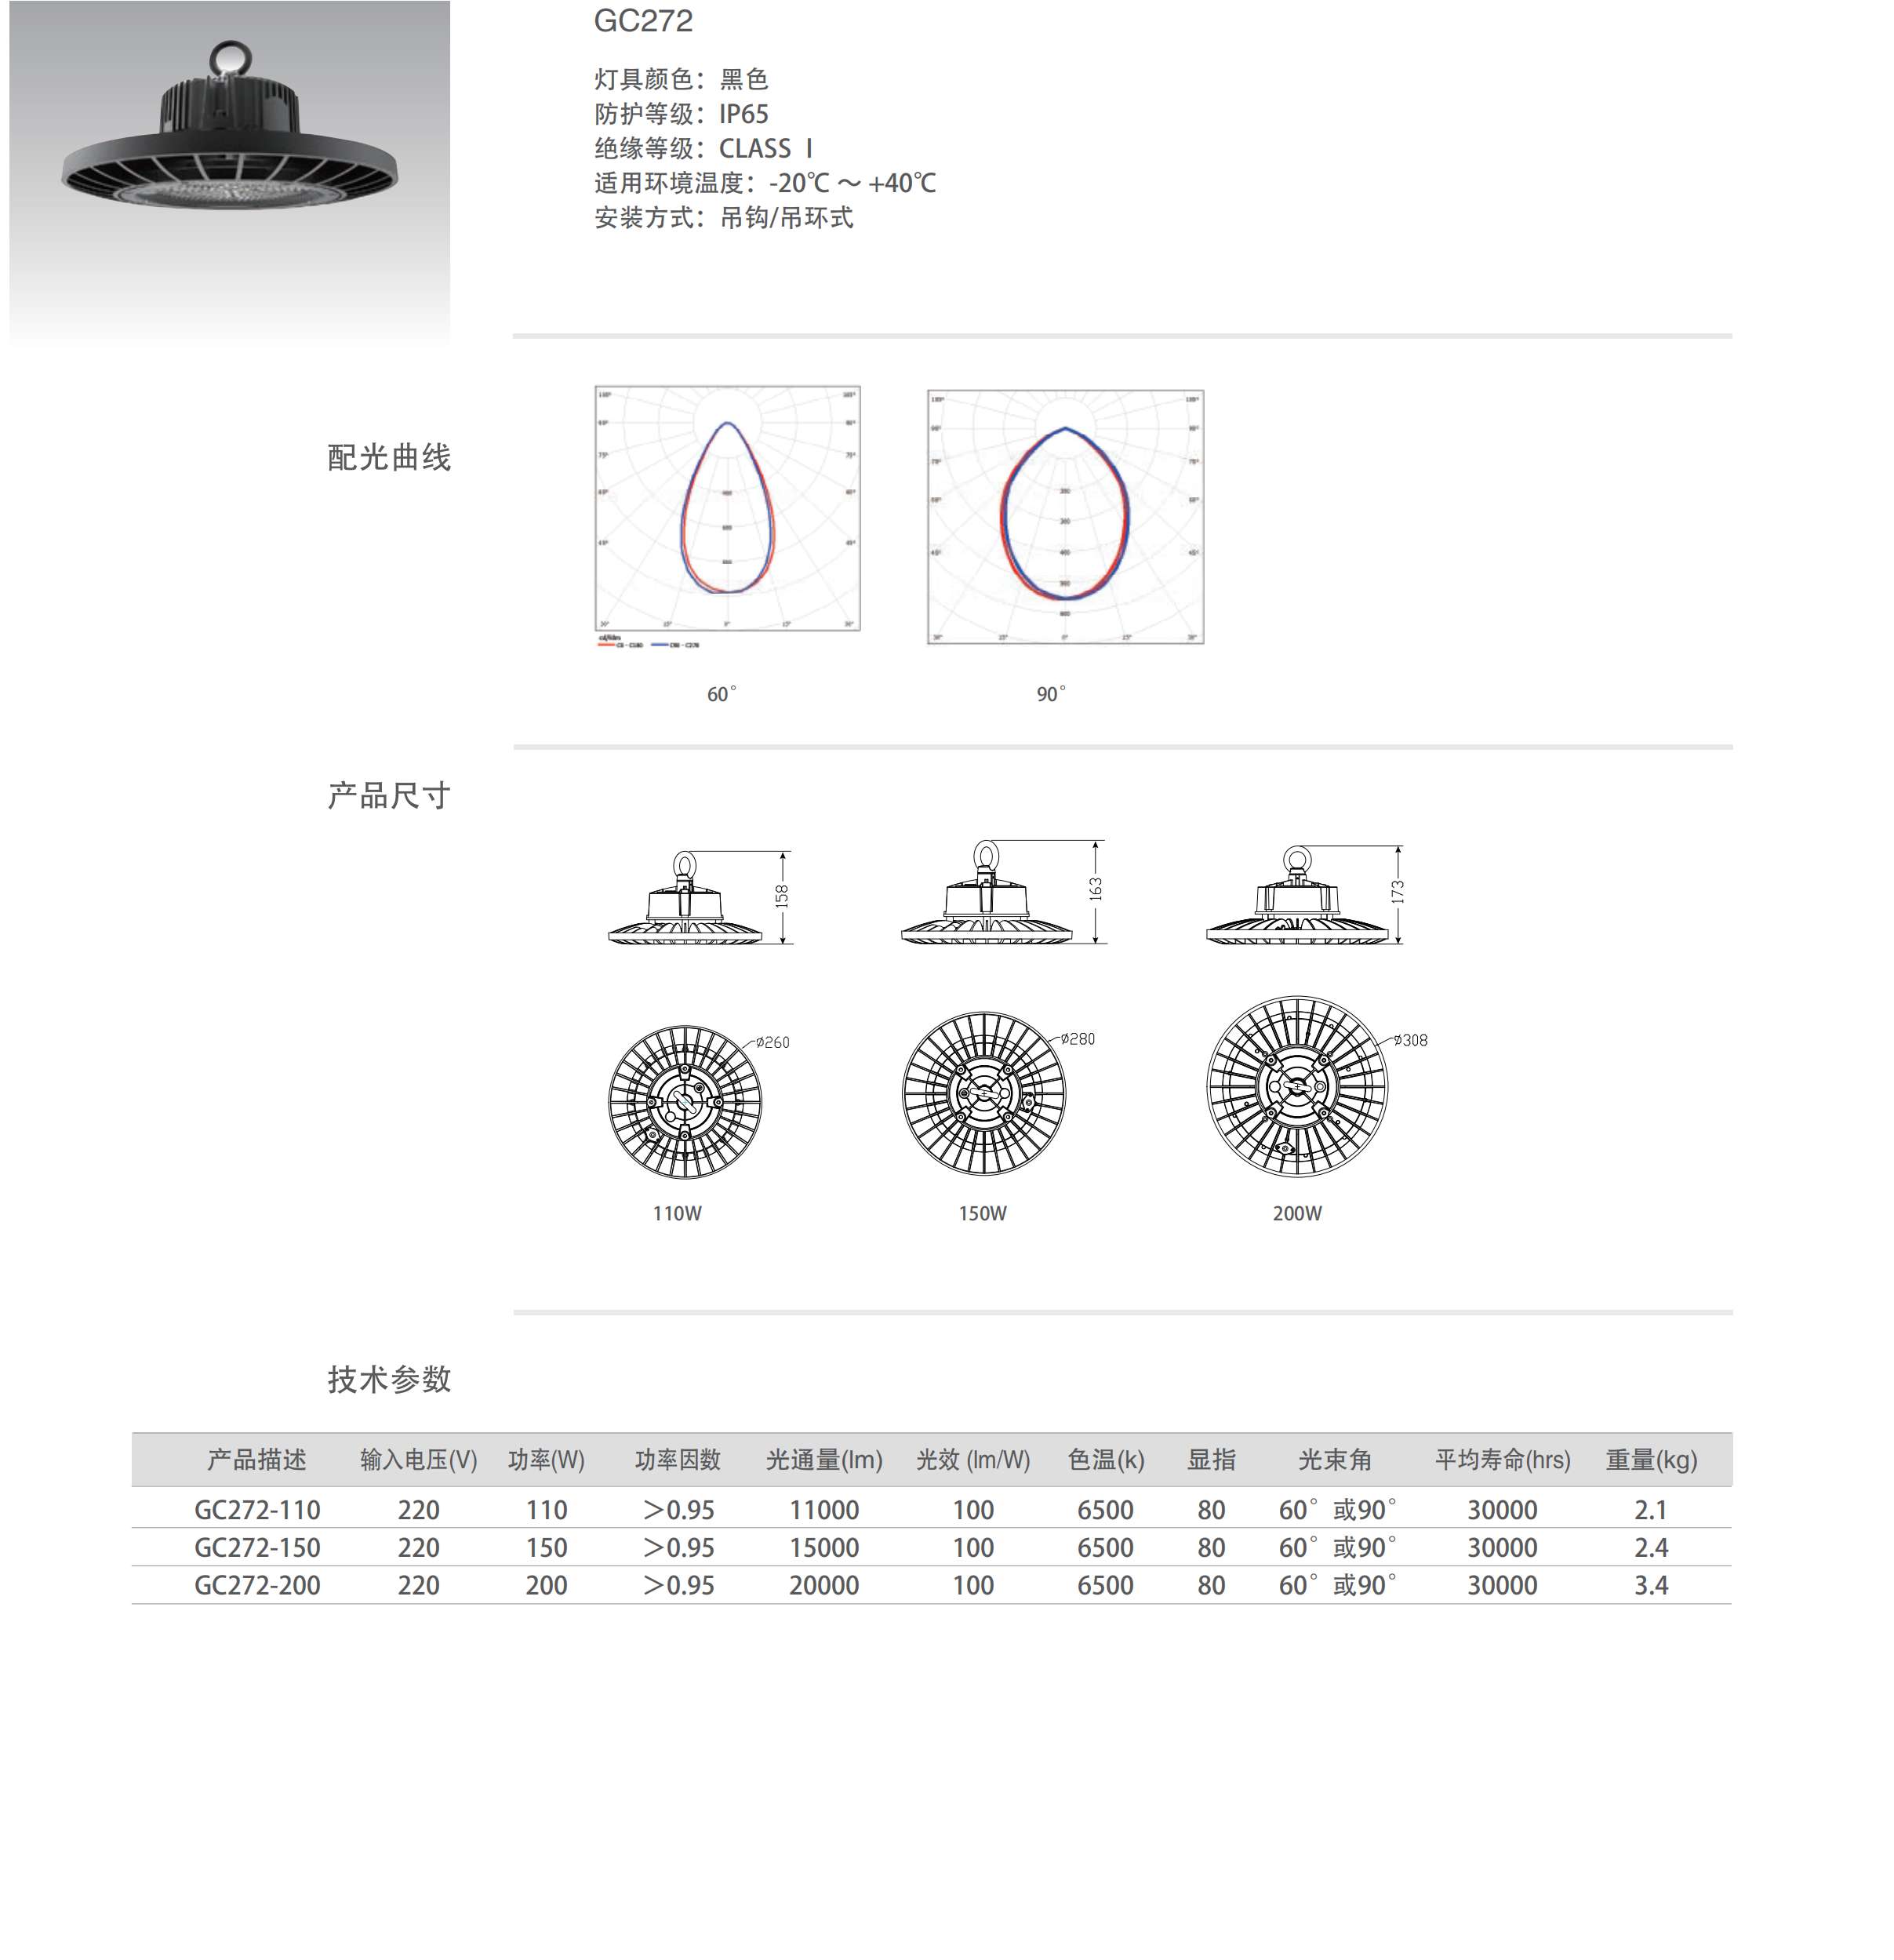 GC272
灯具颜色：黑色
防护等级：IP65
绝缘等级：CLASS Ⅰ
适用环境温度：-20℃ ～ +40℃
安装方式：吊钩/吊环式
配光曲线
60° 90°
产品尺寸
158 163 173
ø260 ø280 ø308
110W 150W 200W
技术参数
产品描述 输入电压(V) 功率(W) 功率因数 光通量(lm) 光效 (lm/W) 色温(k) 显指 光束角 平均寿命(hrs) 重量(kg)
GC272-110 220 110 ＞0.95 11000 100 6500 80 60° 或90° 30000 2.1
GC272-150 220 150 ＞0.95 15000 100 6500 80 60° 或90° 30000 2.4
GC272-200 220 200 ＞0.95 20000 100 6500 80 60° 或90° 30000 3.4